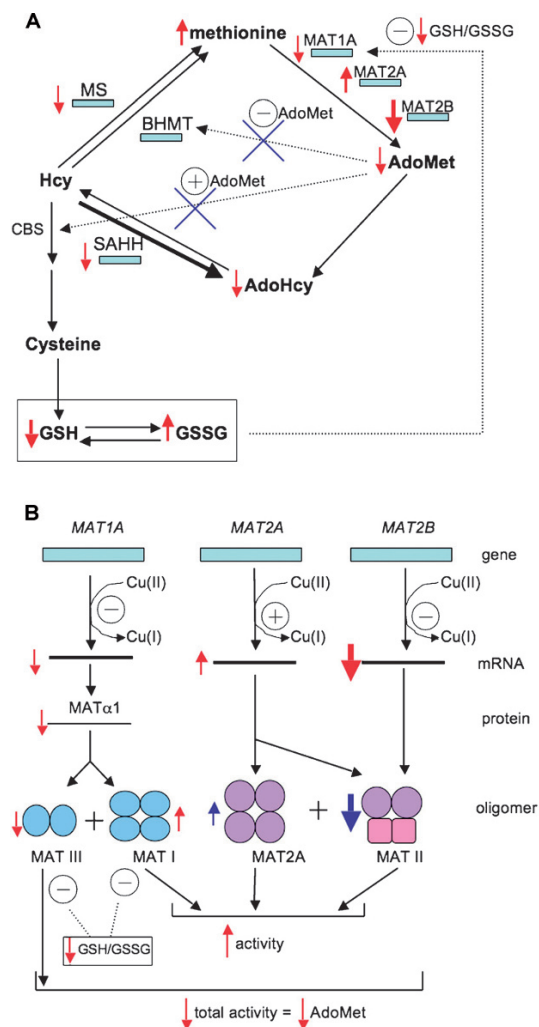 A
methionine
MAT1A
− GSH/GSSG
MAT2A
MS
MAT2B
BHMT
− AdoMet
AdoMet
Hcy
+ AdoMet
CBS
SAHH
AdoHcy
Cysteine
GSH
GSSG
B
MAT1A MAT2A MAT2B
gene
Cu(II) Cu(II) Cu(II)
− + −
Cu(I) Cu(I) Cu(I)
mRNA
MATα1
protein
+ + oligomer
MAT III MAT I MAT2A MAT II
− −
GSH/GSSG
activity
total activity = AdoMet